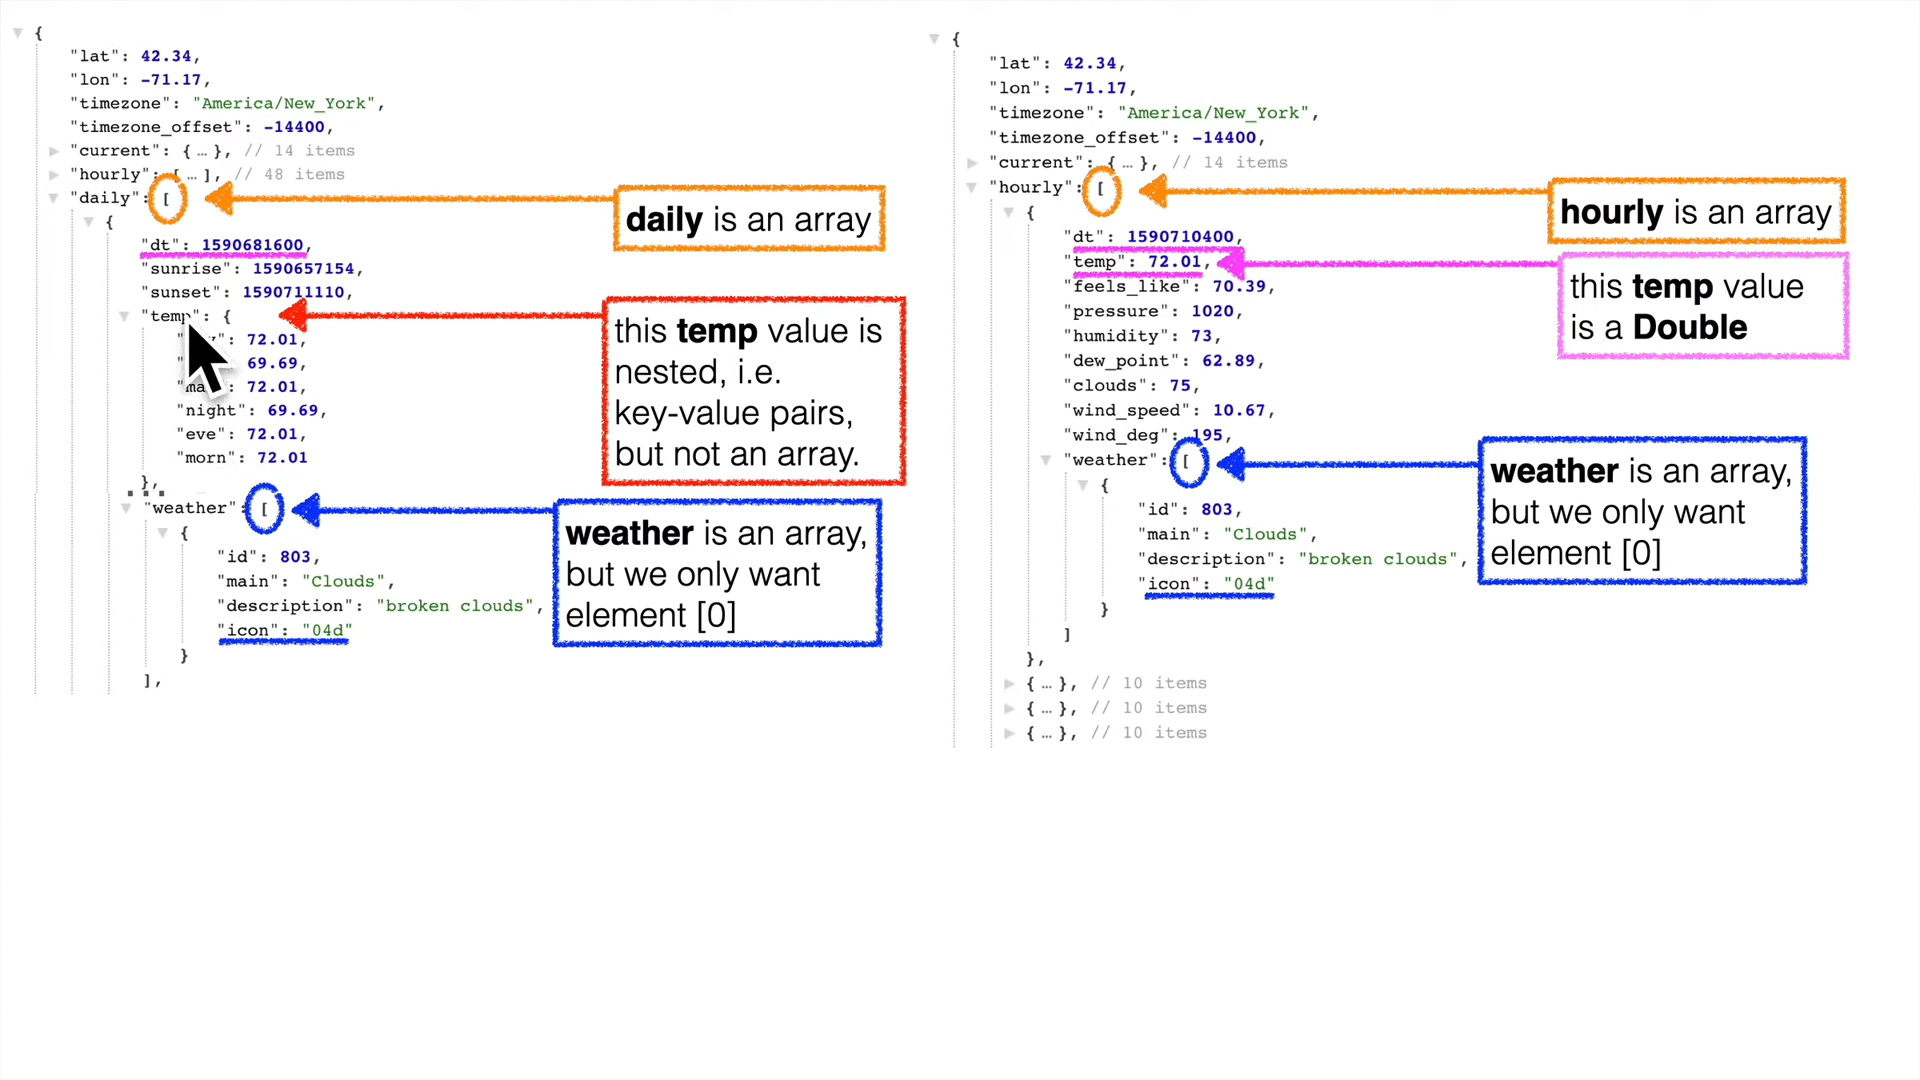 {
"lat": 42.34,
"lon": -71.17,
"timezone": "America/New_York",
"timezone_offset": -14400,
"current": { … }, // 14 items
"hourly": [ … ], // 48 items
"daily": [
{
"dt": 1590681600,
"sunrise": 1590657154,
"sunset": 1590711110,
"temp": {
72.01,
69.69,
72.01,
"night": 69.69,
"eve": 72.01,
"morn": 72.01
},
...
"weather": [
{
"id": 803,
"main": "Clouds",
"description": "broken clouds",
"icon": "04d"
}
],
daily is an array
this temp value is
nested, i.e.
key-value pairs,
but not an array.
weather is an array,
but we only want
element [0]
{
"lat": 42.34,
"lon": -71.17,
"timezone": "America/New_York",
"timezone_offset": -14400,
"current": { … }, // 14 items
"hourly": [
{
"dt": 1590710400,
"temp": 72.01,
"feels_like": 70.39,
"pressure": 1020,
"humidity": 73,
"dew_point": 62.89,
"clouds": 75,
"wind_speed": 10.67,
"wind_deg": 195,
"weather": [
{
"id": 803,
"main": "Clouds",
"description": "broken clouds",
"icon": "04d"
}
]
},
{ … }, // 10 items
{ … }, // 10 items
{ … }, // 10 items
hourly is an array
this temp value
is a Double
weather is an array,
but we only want
element [0]